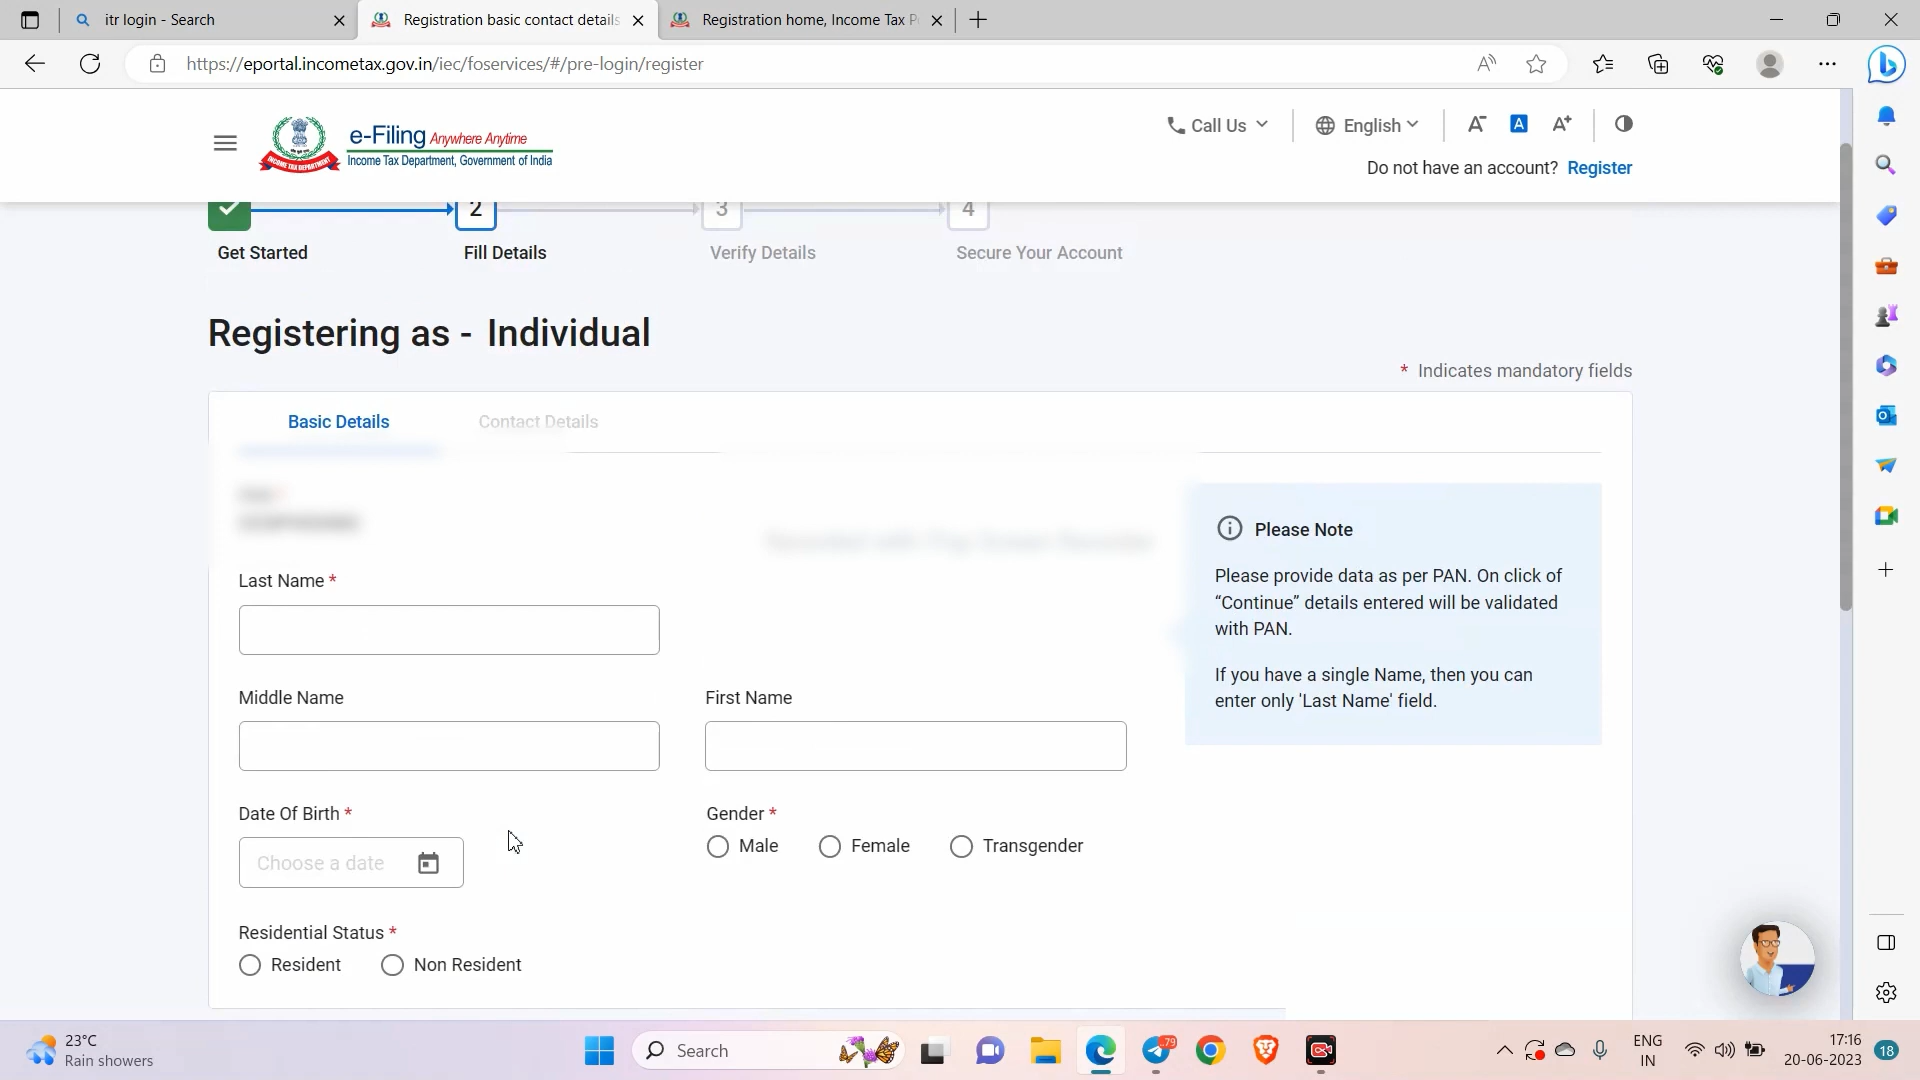 itr login - Search
Registration basic contact details
Registration home, Income Tax P
https://eportal.incometax.gov.in/iec/foservices/#/pre-login/register
e-Filing Anywhere Anytime
Income Tax Department, Government of India
Call Us
English
A- A A+
Do not have an account? Register
2 3 4
Get Started Fill Details Verify Details Secure Your Account
Registering as - Individual
* Indicates mandatory fields
Basic Details Contact Details
Please Note
Please provide data as per PAN. On click of
“Continue” details entered will be validated
with PAN.
If you have a single Name, then you can
enter only 'Last Name' field.
Last Name *
Middle Name First Name
Date Of Birth * Gender *
Choose a date
Male Female Transgender
Residential Status *
Resident Non Resident
23°C
Rain showers
Search
79
ENG
IN
17:16
20-06-2023
18